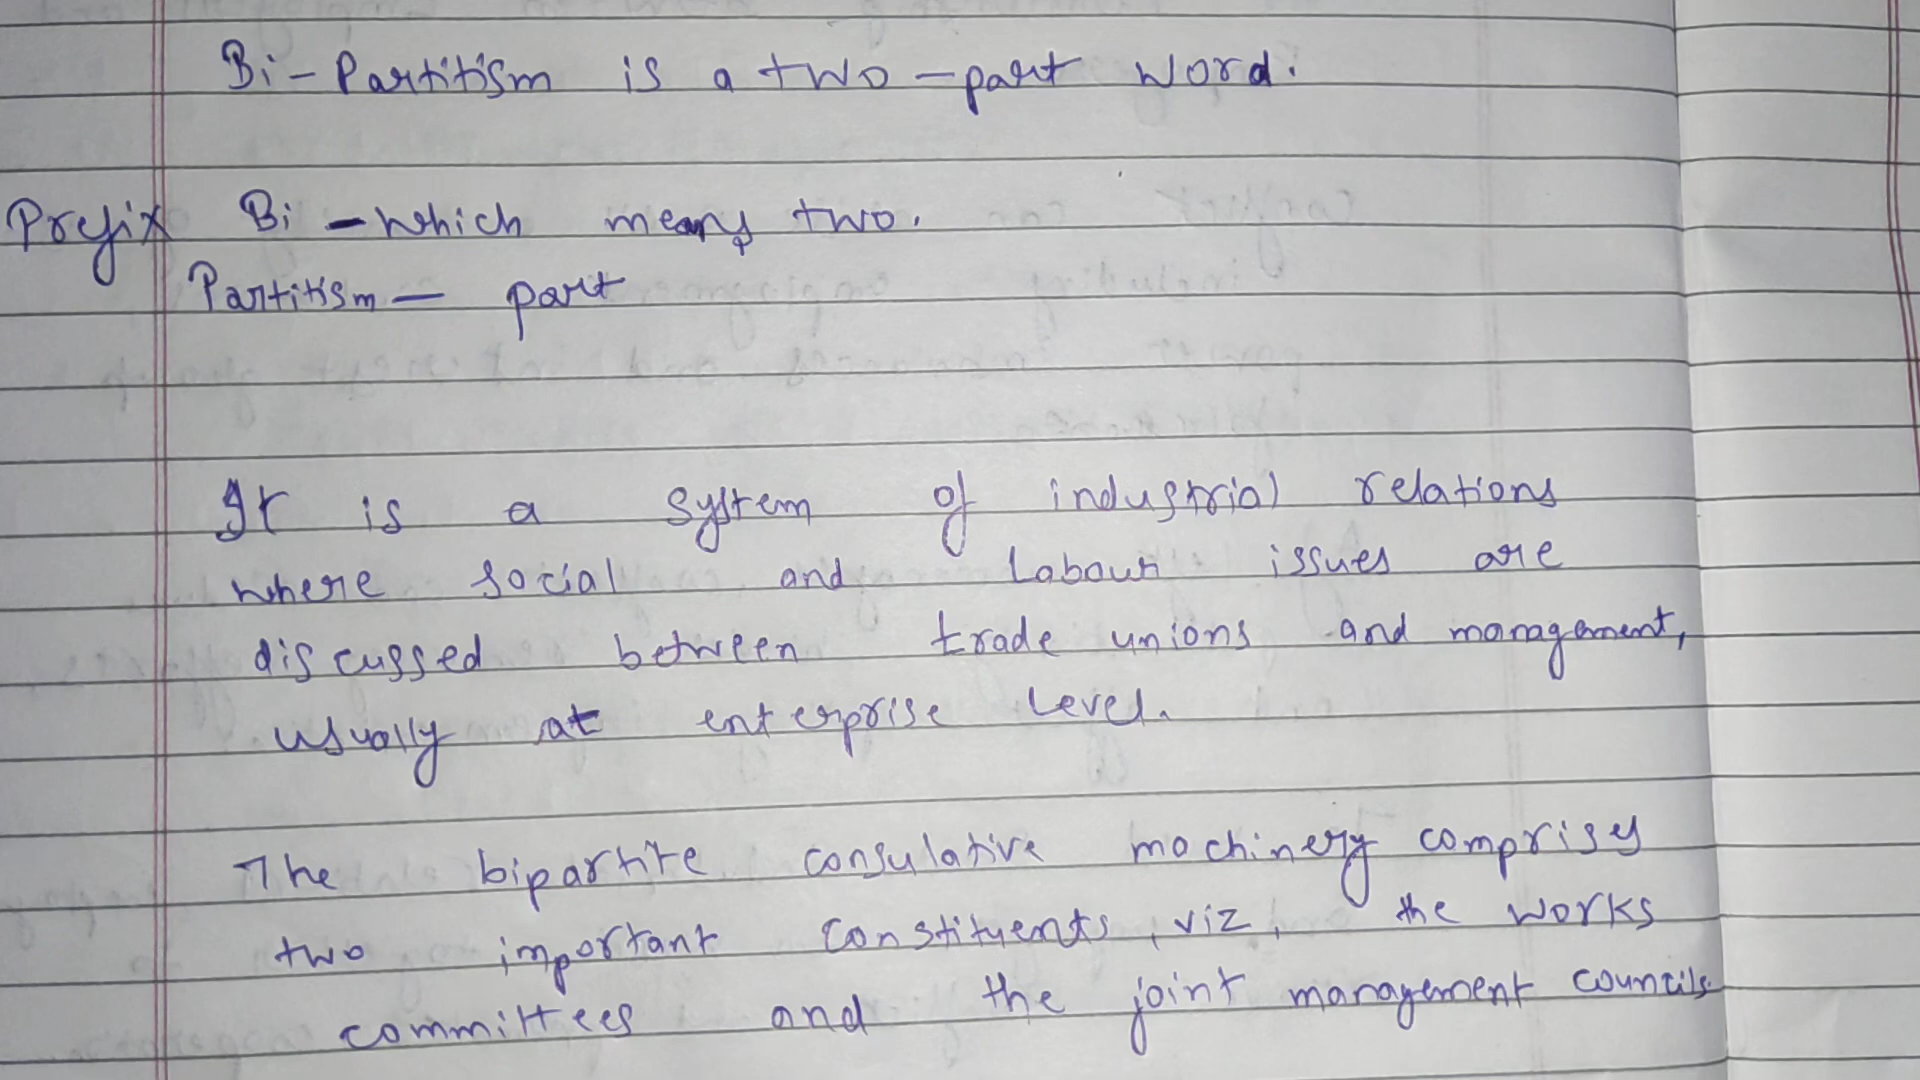 Bi-Partitism is a two-part word.
Prefix Bi - which means two.
Partitism - part
It is a system of industrial relations
where social and Labour issues are
discussed between trade unions and management,
usually at enterprise level.
The bipartite consulative machinery comprises
two important constituents, viz, the works
committees and the joint management councils.